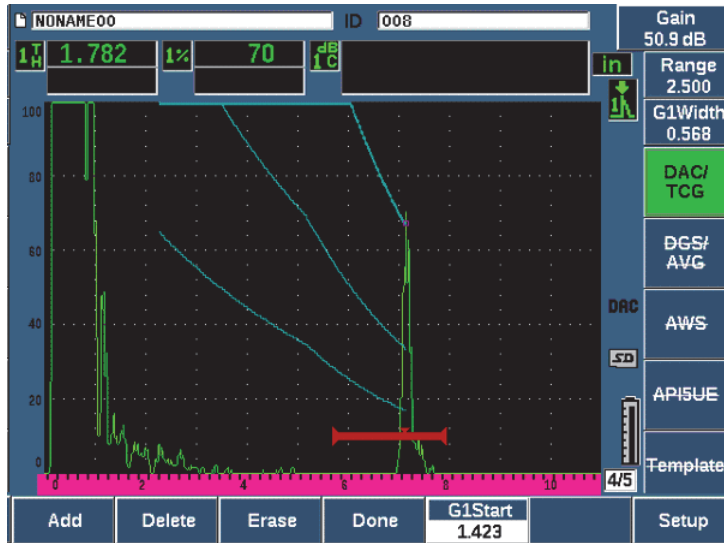 NONAME00 ID 008
Gain
50.9 dB
1 T H 1.782 1% 70 1 dB C in
Range
2.500
G1Width
0.568
DAC/
TCG
DGS/
AVG
AWS
API5UE
Template
DAC
SD
4/5
100
80
60
40
20
0
0 2 4 6 8 10
Add Delete Erase Done G1Start
1.423
Setup